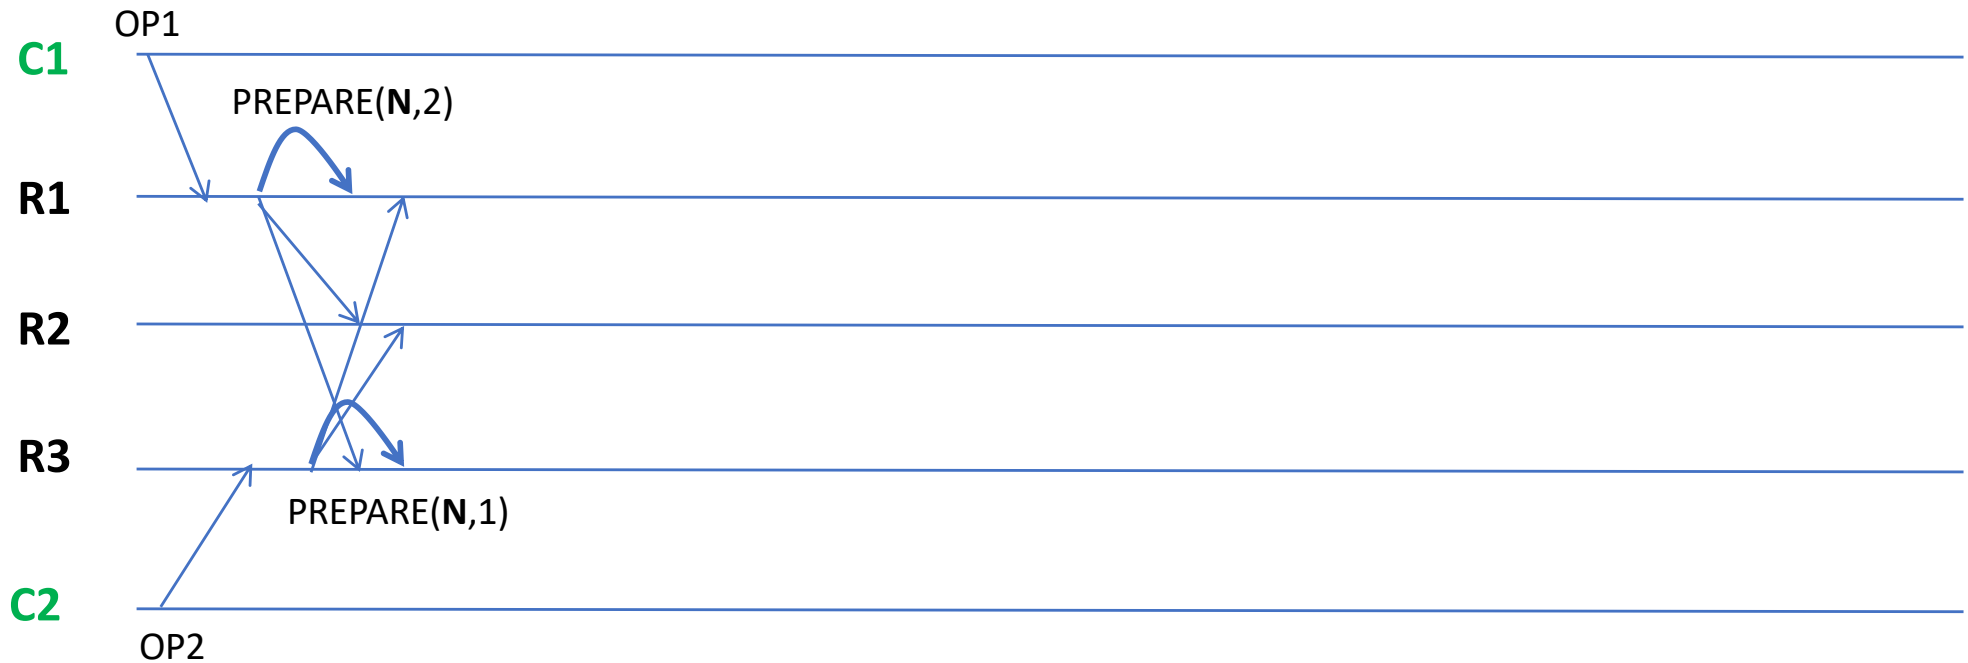 OP1
C1
PREPARE(N,2)
R1
R2
R3
PREPARE(N,1)
C2
OP2